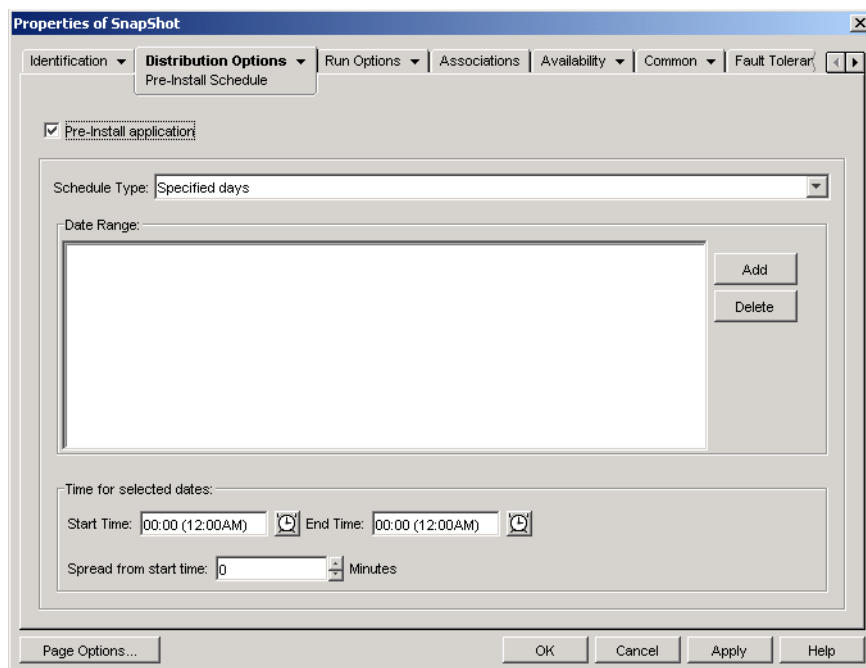 Properties of SnapShot
Identification Distribution Options Run Options Associations Availability Common Fault Toleran
Pre-Install Schedule
Pre-Install application
Schedule Type: Specified days
Date Range:
Add
Delete
Time for selected dates:
Start Time: 00:00 (12:00AM) End Time: 00:00 (12:00AM)
Spread from start time: 0 Minutes
Page Options... OK Cancel Apply Help